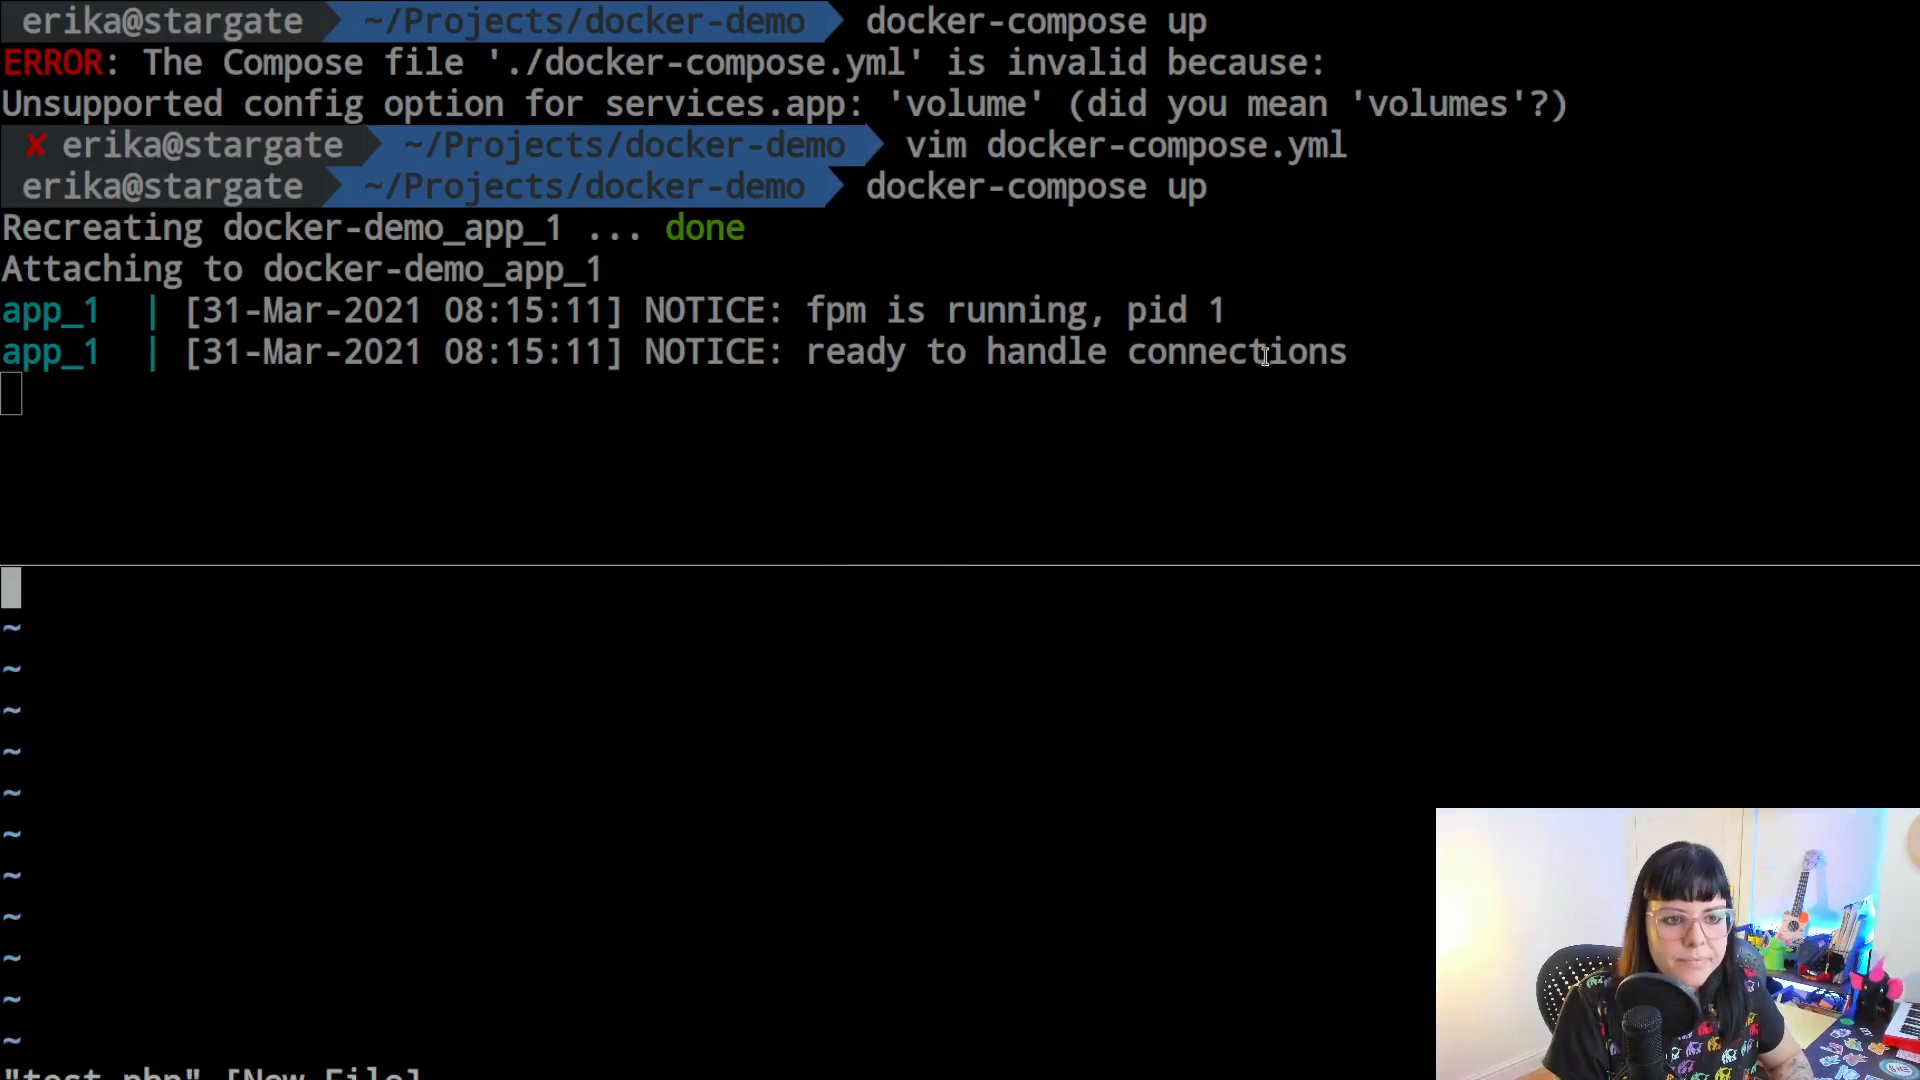 erika@stargate ~/Projects/docker-demo docker-compose up
ERROR: The Compose file './docker-compose.yml' is invalid because:
Unsupported config option for services.app: 'volume' (did you mean 'volumes'?)
✘ erika@stargate ~/Projects/docker-demo vim docker-compose.yml
erika@stargate ~/Projects/docker-demo docker-compose up
Recreating docker-demo_app_1 ... done
Attaching to docker-demo_app_1
app_1 | [31-Mar-2021 08:15:11] NOTICE: fpm is running, pid 1
app_1 | [31-Mar-2021 08:15:11] NOTICE: ready to handle connections
~
~
~
~
~
~
~
~
~
~
~
"test.php" [New File]